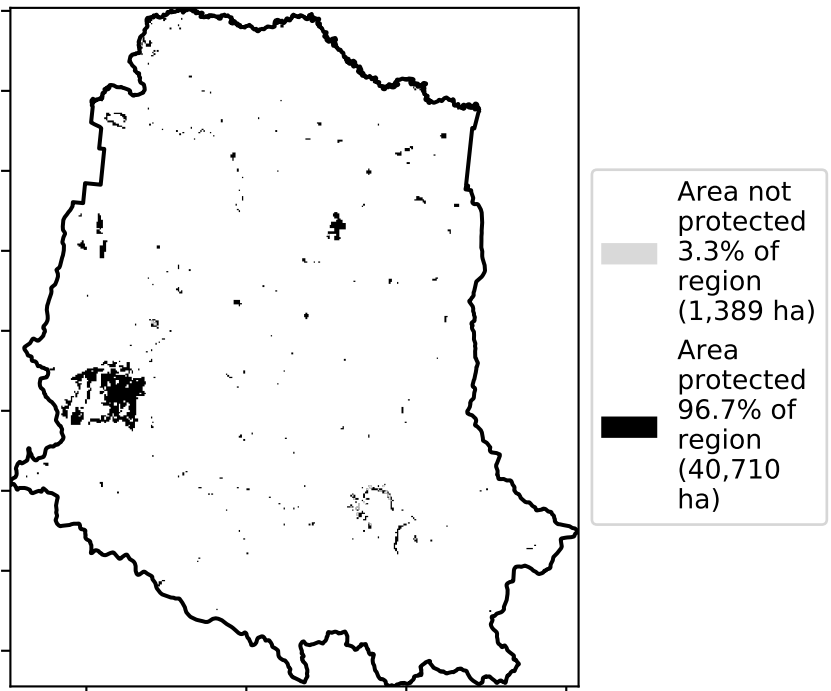 Area not
protected
3.3% of
region
(1,389 ha)
Area
protected
96.7% of
region
(40,710
ha)